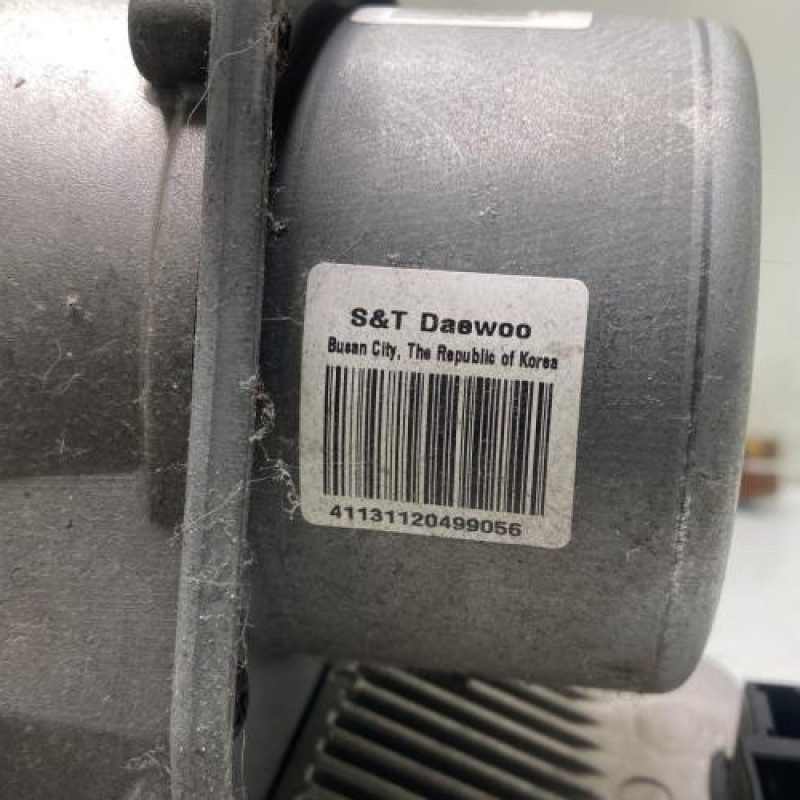 S&T Daewoo
Busan City, The Republic of Korea
41131120499056